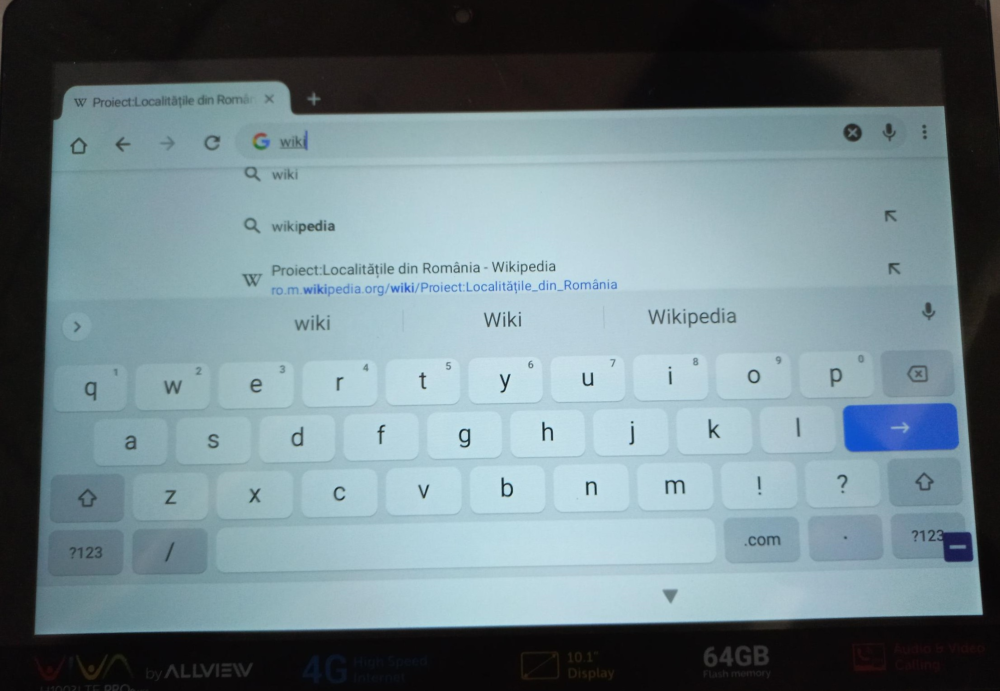 W Proiect:Localitățile din Român
wiki
wiki
wikipedia
Proiect:Localitățile din România - Wikipedia
W
ro.m.wikipedia.org/wiki/Proiect:Localitățile_din_România
wiki Wiki Wikipedia
1 2 3 4 5 6 7 8 9 0
q w e r t y u i o p
a s d f g h j k l
z x c v b n m ! ?
?123 / .com . ?123
VIVA by ALLVIEW
4G High Speed
Internet
10.1"
Display
64GB
Flash memory
Audio & Video
Calling
H1003LTE PRO